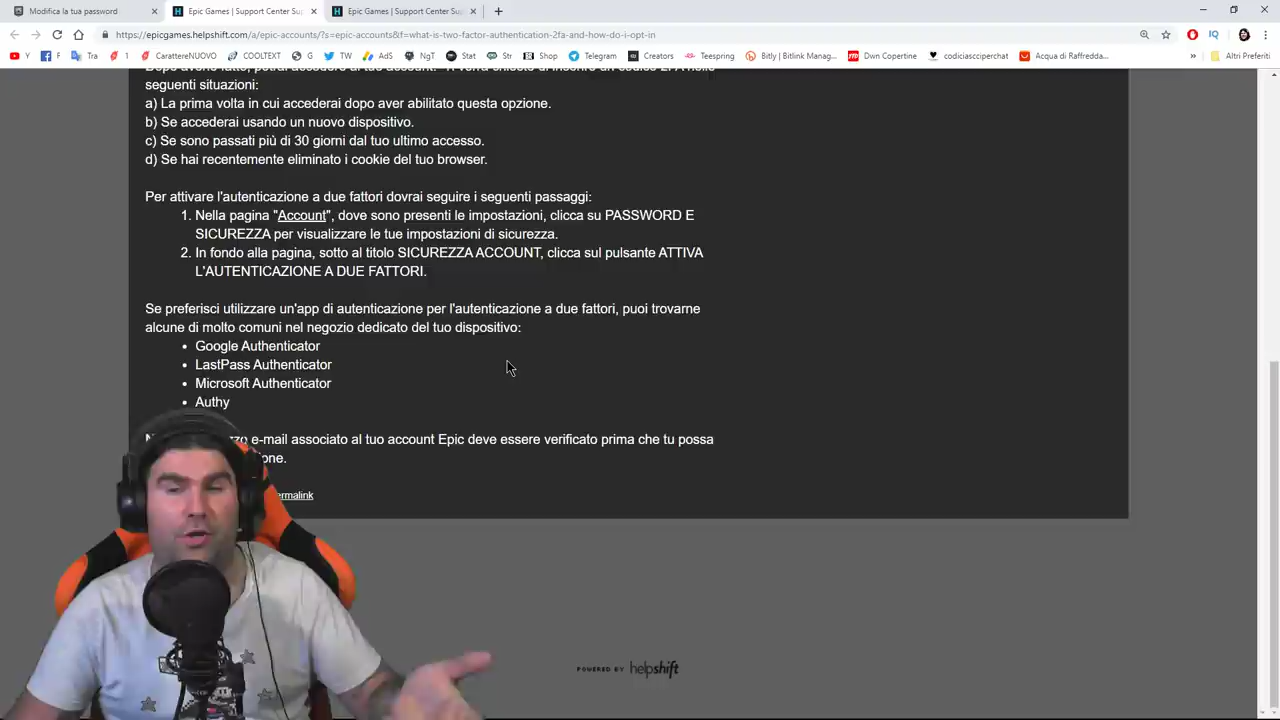 Modifica la tua password
Epic Games | Support Center Su
Epic Games | Support Center Su
https://epicgames.helpshift.com/a/epic-accounts/?s=epic-accounts&f=what-is-two-factor-authentication-2fa-and-how-do-i-opt-in
Y F Tra 1 CarattereNUOVO COOLTEXT G TW AdS NgT Stat Str Shop Telegram Creators Teespring Bitly | Bitlink Manag... Dwn Copertine codiciascciperchat Acqua di Raffredda... » Altri Preferiti
seguenti situazioni:
a) La prima volta in cui accederai dopo aver abilitato questa opzione.
b) Se accederai usando un nuovo dispositivo.
c) Se sono passati più di 30 giorni dal tuo ultimo accesso.
d) Se hai recentemente eliminato i cookie del tuo browser.
Per attivare l'autenticazione a due fattori dovrai seguire i seguenti passaggi:
1. Nella pagina "Account", dove sono presenti le impostazioni, clicca su PASSWORD E
SICUREZZA per visualizzare le tue impostazioni di sicurezza.
2. In fondo alla pagina, sotto al titolo SICUREZZA ACCOUNT, clicca sul pulsante ATTIVA
L'AUTENTICAZIONE A DUE FATTORI.
Se preferisci utilizzare un'app di autenticazione per l'autenticazione a due fattori, puoi trovarne
alcune di molto comuni nel negozio dedicato del tuo dispositivo:
• Google Authenticator
• LastPass Authenticator
• Microsoft Authenticator
• Authy
e-mail associato al tuo account Epic deve essere verificato prima che tu possa
ermalink
POWERED BY helpshift